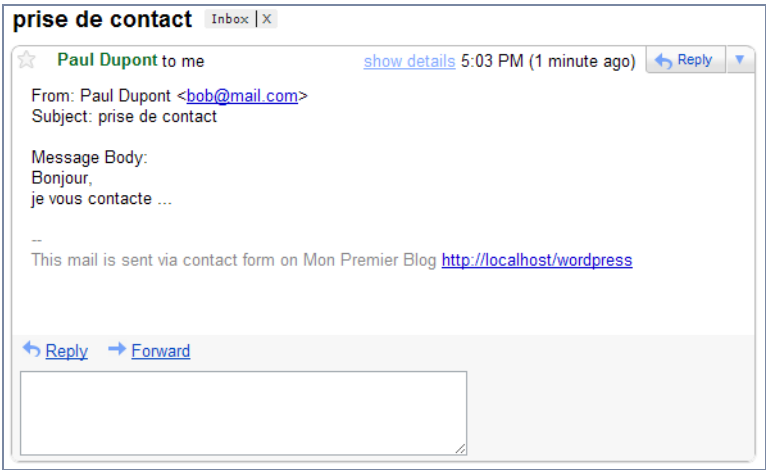 prise de contact Inbox | X
Paul Dupont to me show details 5:03 PM (1 minute ago) Reply
From: Paul Dupont <bob@mail.com>
Subject: prise de contact
Message Body:
Bonjour,
je vous contacte ...
--
This mail is sent via contact form on Mon Premier Blog http://localhost/wordpress
Reply Forward